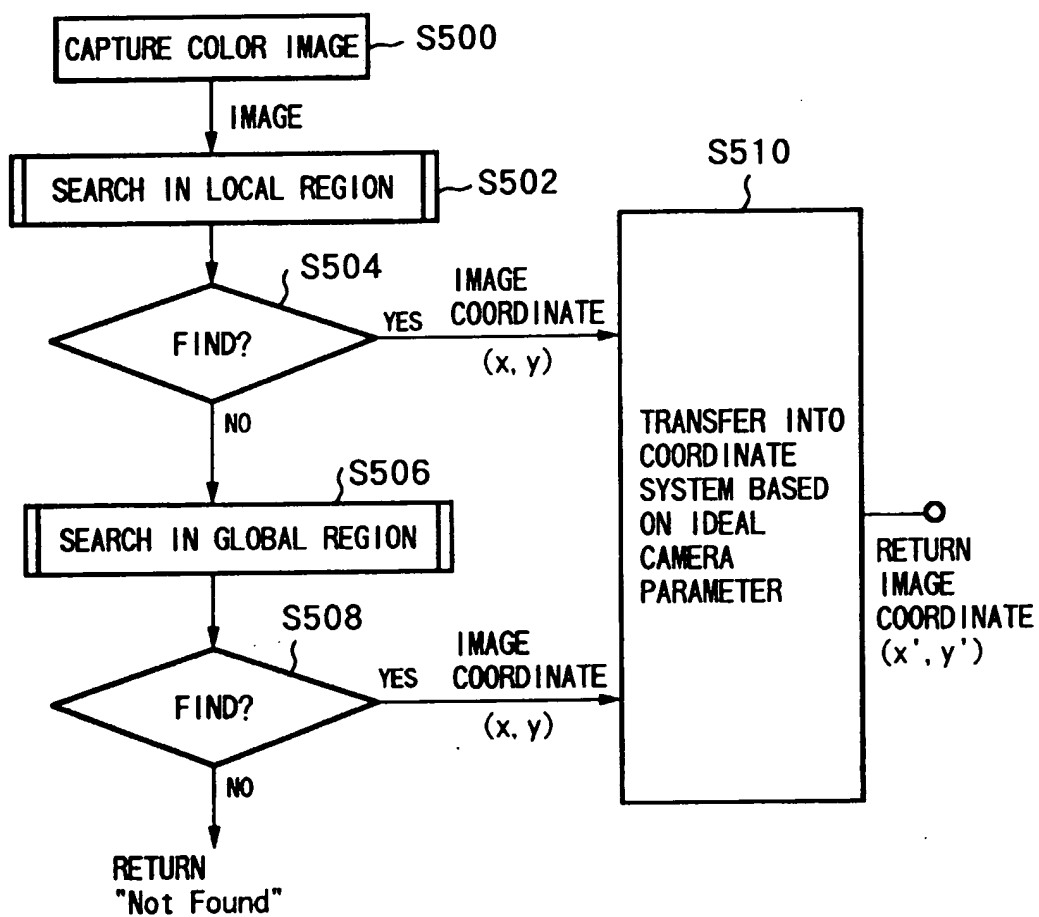 CAPTURE COLOR IMAGE
S500
IMAGE
SEARCH IN LOCAL REGION
S502
S510
S504
FIND?
YES
IMAGE
COORDINATE
(x, y)
NO
S506
SEARCH IN GLOBAL REGION
S508
FIND?
YES
IMAGE
COORDINATE
(x, y)
NO
RETURN
"Not Found"
TRANSFER INTO
COORDINATE
SYSTEM BASED
ON IDEAL
CAMERA
PARAMETER
RETURN
IMAGE
COORDINATE
(x', y')